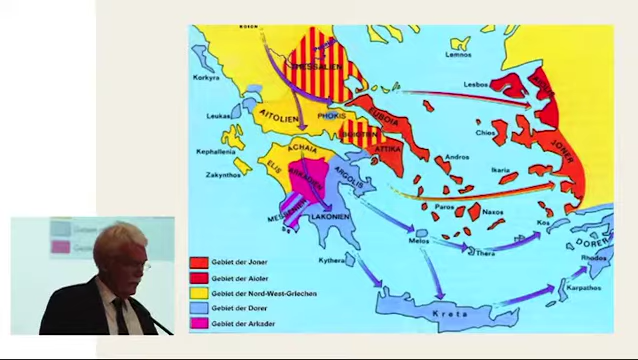 THESSALIEN
Lemnos
Korkyra
Lesbos
ÄOLER
Leukas
AITOLIEN
PHOKIS
EUBOIA
Chios
JONER
Kephallenia
ACHAIA
BOIOTIEN
ATTIKA
Andros
Zakynthos
ELIS
ARKADIEN
ARGOLIS
Ikaria
MESSENIEN
LAKONIEN
Paros
Naxos
Kos
Melos
Thera
DORER
Kythera
Rhodos
Karpathos
Kreta
Gebiet der Joner
Gebiet der Aioler
Gebiet der Nord-West-Griechen
Gebiet der Dorer
Gebiet der Arkader